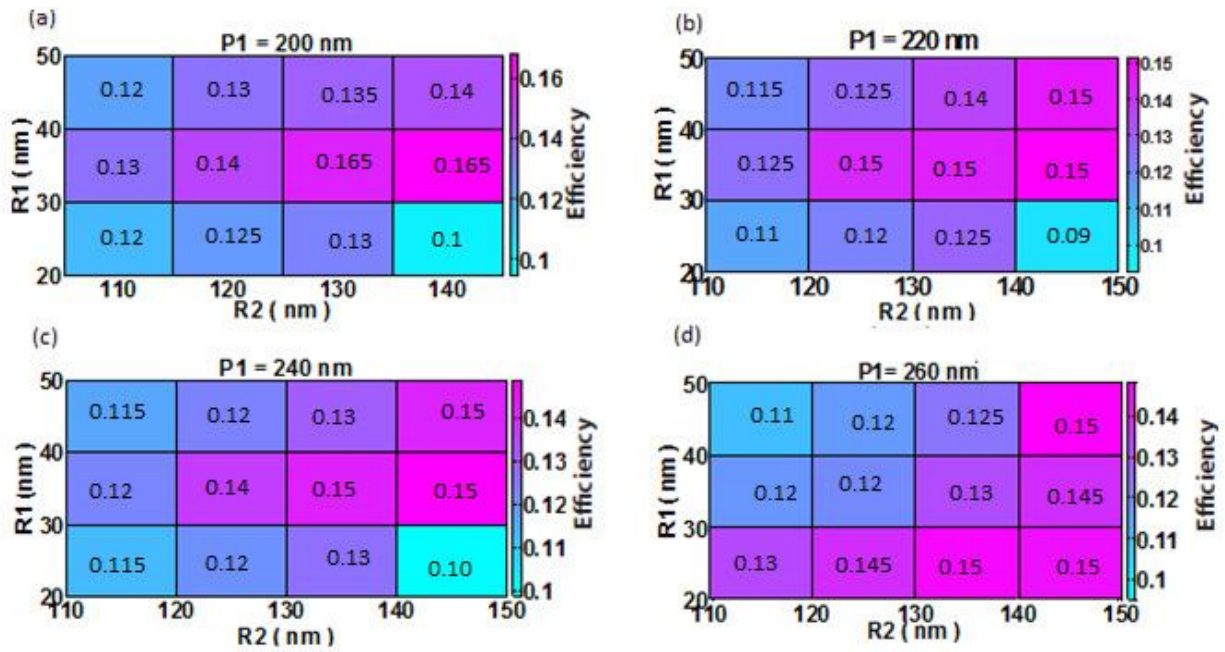 (a)
P1 = 200 nm
50
40
30
20
R1 ( nm )
0.12 0.13 0.135 0.14
0.13 0.14 0.165 0.165
0.12 0.125 0.13 0.1
110 120 130 140
R2 ( nm )
0.16
0.14
0.12
0.1
Efficiency
(b)
P1 = 220 nm
50
40
30
20
R1 ( nm )
0.115 0.125 0.14 0.15
0.125 0.15 0.15 0.15
0.11 0.12 0.125 0.09
110 120 130 140 150
R2 ( nm )
0.15
0.14
0.13
0.12
0.11
0.1
Efficiency
(c)
P1 = 240 nm
50
40
30
20
R1 (nm )
0.115 0.12 0.13 0.15
0.12 0.14 0.15 0.15
0.115 0.12 0.13 0.10
110 120 130 140 150
R2 ( nm )
0.14
0.13
0.12
0.11
0.1
Efficiency
(d)
P1= 260 nm
50
40
30
20
R1 ( nm )
0.11 0.12 0.125 0.15
0.12 0.12 0.13 0.145
0.13 0.145 0.15 0.15
110 120 130 140 150
R2 ( nm )
0.14
0.13
0.12
0.1
Efficiency